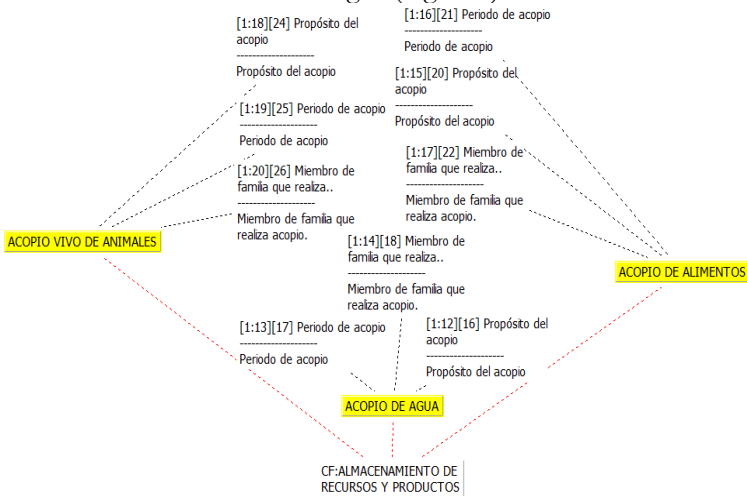 [1:18][24] Propósito del
acopio
--------------------
Propósito del acopio
[1:16][21] Periodo de acopio
--------------------
Periodo de acopio
[1:15][20] Propósito del
acopio
--------------------
Propósito del acopio
[1:19][25] Periodo de acopio
--------------------
Periodo de acopio
[1:17][22] Miembro de
familia que realiza..
--------------------
Miembro de familia que
realiza acopio.
[1:20][26] Miembro de
familia que realiza..
--------------------
Miembro de familia que
realiza acopio.
ACOPIO VIVO DE ANIMALES
[1:14][18] Miembro de
familia que realiza..
--------------------
Miembro de familia que
realiza acopio.
ACOPIO DE ALIMENTOS
[1:13][17] Periodo de acopio
--------------------
Periodo de acopio
[1:12][16] Propósito del
acopio
--------------------
Propósito del acopio
ACOPIO DE AGUA
CF:ALMACENAMIENTO DE
RECURSOS Y PRODUCTOS